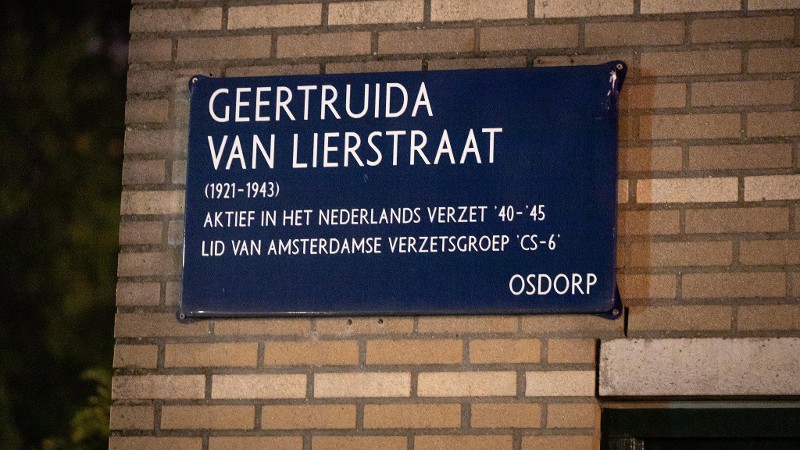 GEERTRUIDA
VAN LIERSTRAAT
(1921-1943)
AKTIEF IN HET NEDERLANDS VERZET '40-'45
LID VAN AMSTERDAMSE VERZETSGROEP 'CS-6'
OSDORP